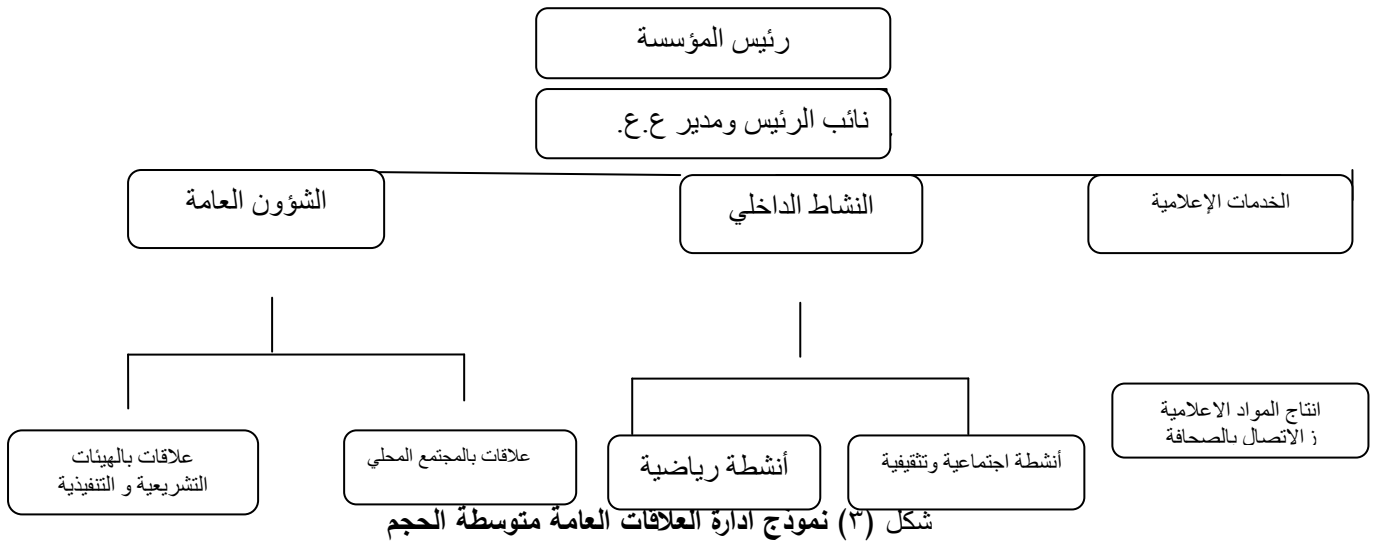 رئيس المؤسسة
نائب الرئيس ومدير ع.ع.
الخدمات الإعلامية
النشاط الداخلي
الشؤون العامة
انتاج المواد الاعلامية
ز الاتصال بالصحافة
أنشطة اجتماعية وتثقيفية
أنشطة رياضية
علاقات بالمجتمع المحلي
علاقات بالهيئات
التشريعية و التنفيذية
شكل (٣) نموذج ادارة العلاقات العامة متوسطة الحجم